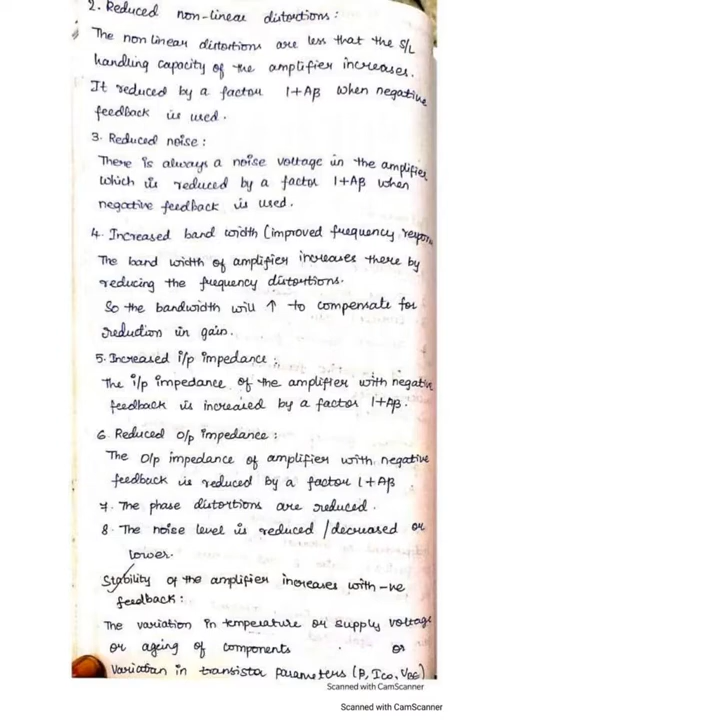 2. Reduced non-linear distortions:
The non linear distortions are less that the S/L
handling capacity of the amplifier increases.
It reduced by a factor 1+Aβ when negative
feedback is used.
3. Reduced noise:
There is always a noise voltage in the amplifier
which is reduced by a factor 1+Aβ when
negative feedback is used.
4. Increased band width (improved frequency respon
The band width of amplifier increases there by
reducing the frequency distortions.
So the bandwidth will ↑ to compensate for
reduction in gain.
5. Increased i/p impedance:
The i/p impedance of the amplifier with negative
feedback is increased by a factor 1+Aβ.
6. Reduced O/p impedance:
The O/p impedance of amplifier with negative
feedback is reduced by a factor 1+Aβ
7. The phase distortions are reduced.
8. The noise level is reduced / decreased or
lower.
Stability of the amplifier increases with -ve
feedback:
The variation in temperature or supply voltage
or ageing of components or
Variation in transistor parameters (β, Ico, VBE)
Scanned with CamScanner
Scanned with CamScanner